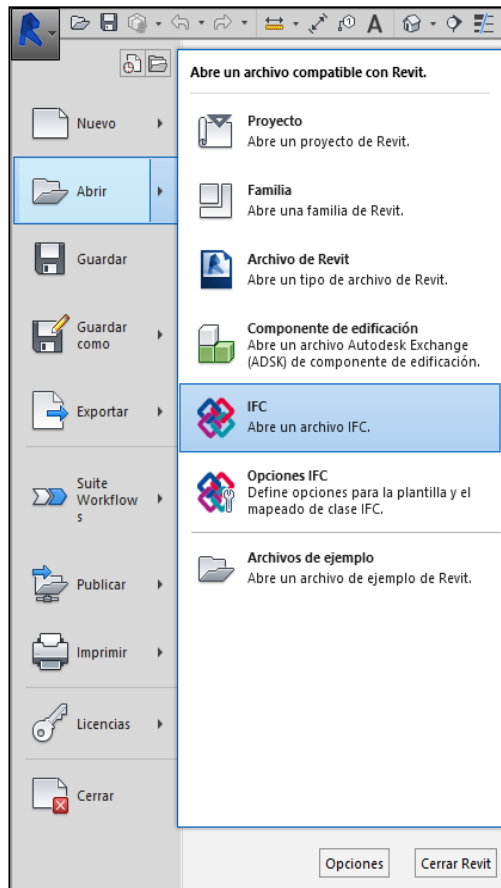 Abre un archivo compatible con Revit.
Nuevo
Abrir
Guardar
Guardar
como
Exportar
Suite
Workflow
s
Publicar
Imprimir
Licencias
Cerrar
Proyecto
Abre un proyecto de Revit.
Familia
Abre una familia de Revit.
Archivo de Revit
Abre un tipo de archivo de Revit.
Componente de edificación
Abre un archivo Autodesk Exchange
(ADSK) de componente de edificación.
IFC
Abre un archivo IFC.
Opciones IFC
Define opciones para la plantilla y el
mapeado de clase IFC.
Archivos de ejemplo
Abre un archivo de ejemplo de Revit.
Opciones
Cerrar Revit